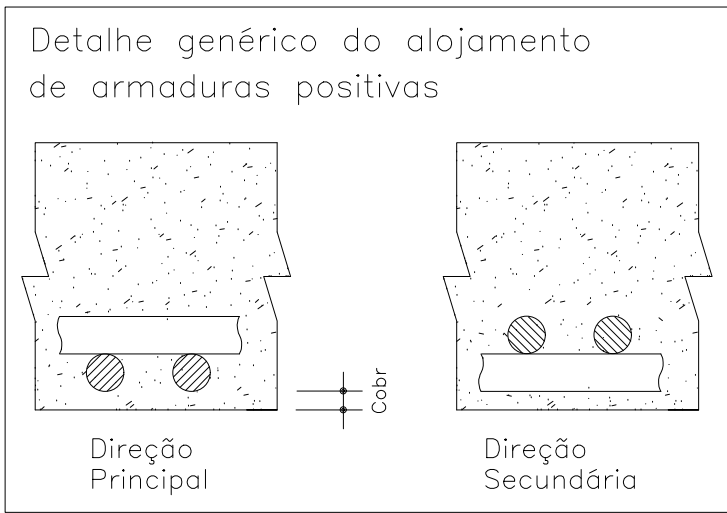 Detalhe genérico do alojamento
de armaduras positivas
Cobr
Direção
Principal
Direção
Secundária